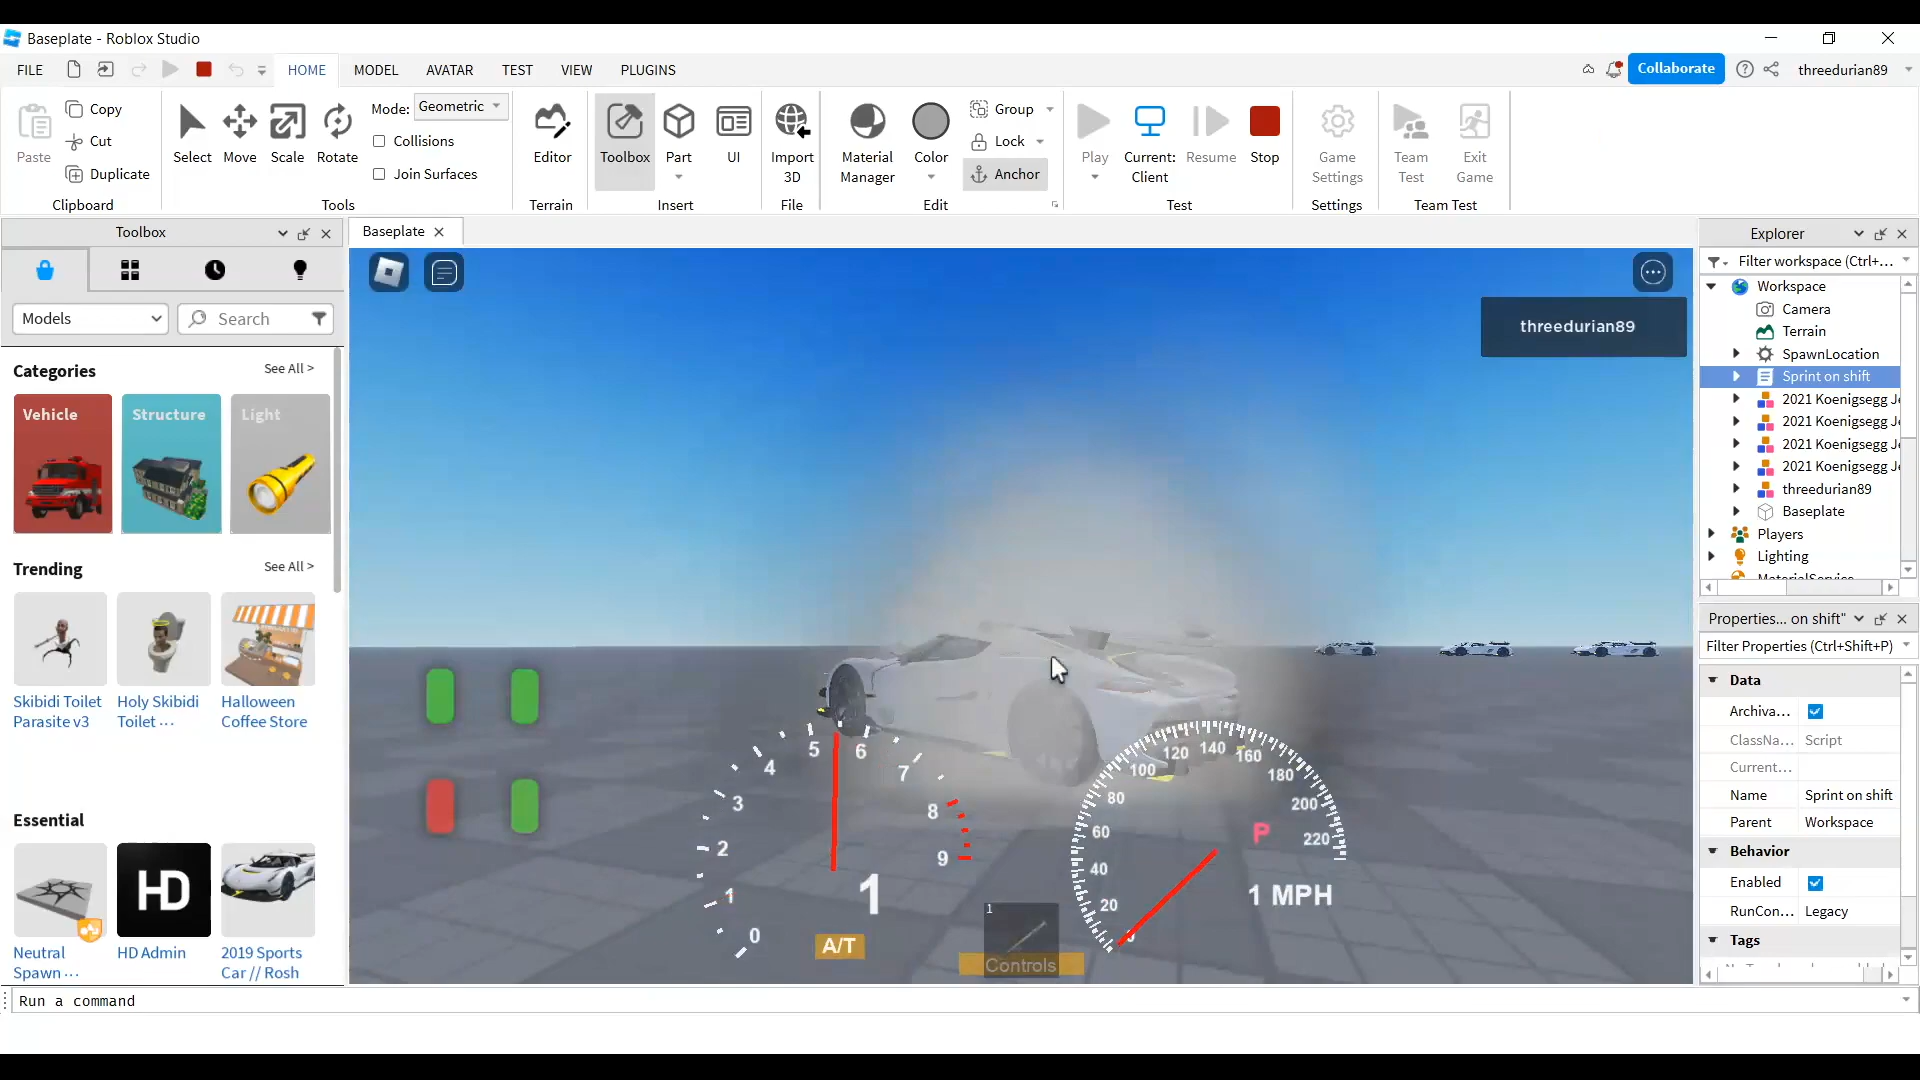 Baseplate - Roblox Studio
FILE HOME MODEL AVATAR TEST VIEW PLUGINS Collaborate threedurian89
Paste Copy Cut Duplicate
Clipboard
Select Move Scale Rotate
Mode: Geometric
Collisions
Join Surfaces
Tools
Editor
Terrain
Toolbox Part UI
Insert
Import 3D
File
Material Manager Color Group Lock Anchor
Edit
Play Current: Client Resume Stop
Test
Game Settings
Settings
Team Test Exit Game
Team Test
Toolbox
Models Search
Categories See All >
Vehicle Structure Light
Trending See All >
Skibidi Toilet Parasite v3
Holy Skibidi Toilet ...
Halloween Coffee Store
Essential
HD
Neutral Spawn ...
HD Admin
2019 Sports Car // Rosh
Baseplate
threedurian89
0 1 2 3 4 5 6 7 8 9
1
A/T
1
Controls
20 40 60 80 100 120 140 160 180 200 220
P
1 MPH
Explorer
Filter workspace (Ctrl+...
Workspace
Camera
Terrain
SpawnLocation
Sprint on shift
2021 Koenigsegg Je
2021 Koenigsegg Je
2021 Koenigsegg Je
2021 Koenigsegg Je
threedurian89
Baseplate
Players
Lighting
MaterialService
Properties... on shift"
Filter Properties (Ctrl+Shift+P)
Data
Archiva...
ClassNa... Script
Current...
Name Sprint on shift
Parent Workspace
Behavior
Enabled
RunCon... Legacy
Tags
Run a command